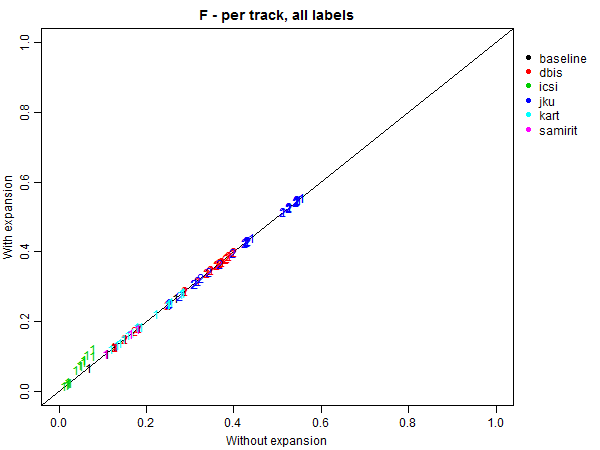 F - per track, all labels
With expansion
1.0
0.8
0.6
0.4
0.2
0.0
0.0 0.2 0.4 0.6 0.8 1.0
Without expansion
baseline
dbis
icsi
jku
kart
samirit